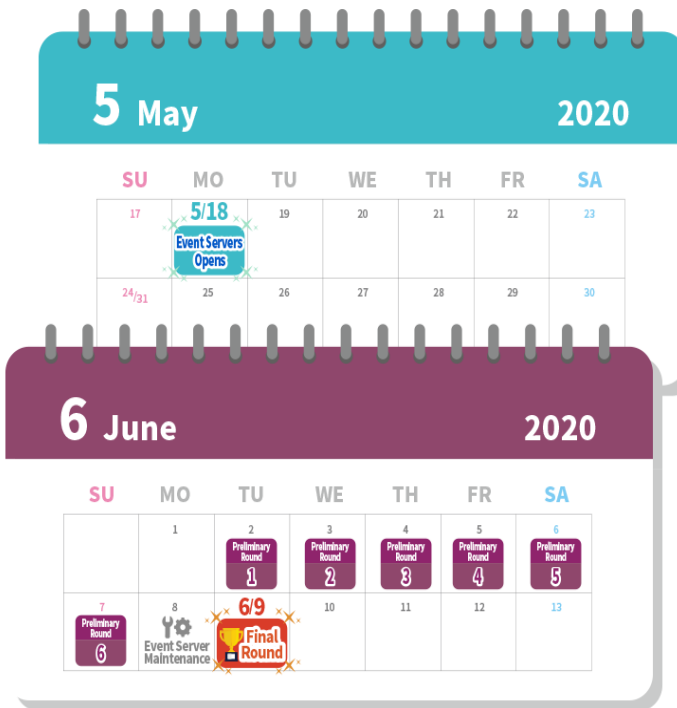 5 May 2020
SU MO TU WE TH FR SA
17 5/18 19 20 21 22 23
Event Servers
Opens
24/31 25 26 27 28 29 30
6 June 2020
SU MO TU WE TH FR SA
1 2 3 4 5 6
Preliminary Preliminary Preliminary Preliminary Preliminary
Round Round Round Round Round
1 2 3 4 5
7 8 6/9 10 11 12 13
Preliminary
Round
6
Event Server
Maintenance
Final
Round